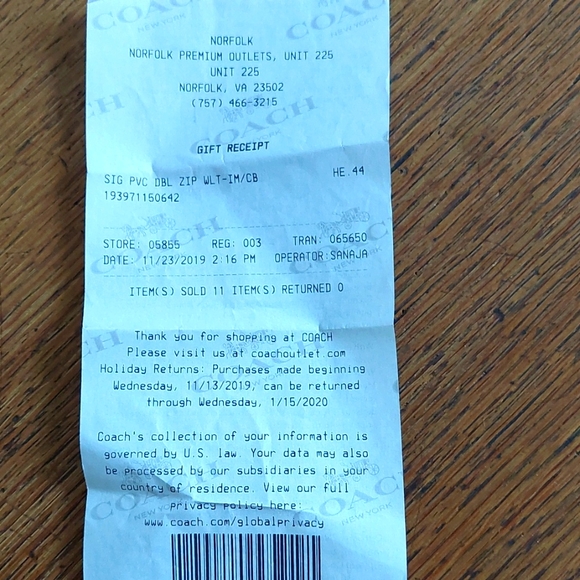 COACH
NEW YORK
NORFOLK
NORFOLK PREMIUM OUTLETS, UNIT 225
UNIT 225
NORFOLK, VA 23502
(757) 466-3215
GIFT RECEIPT
SIG PVC DBL ZIP WLT-IM/CB HE.44
193971150642
STORE: 05855 REG: 003 TRAN: 065650
DATE: 11/23/2019 2:16 PM OPERATOR:SANAJA
ITEM(S) SOLD 11 ITEM(S) RETURNED 0
Thank you for shopping at COACH
Please visit us at coachoutlet.com
Holiday Returns: Purchases made beginning
Wednesday, 11/13/2019, can be returned
through Wednesday, 1/15/2020
Coach's collection of your information is
governed by U.S. law. Your data may also
be processed by our subsidiaries in your
country of residence. View our full
privacy policy here:
www.coach.com/globalprivacy